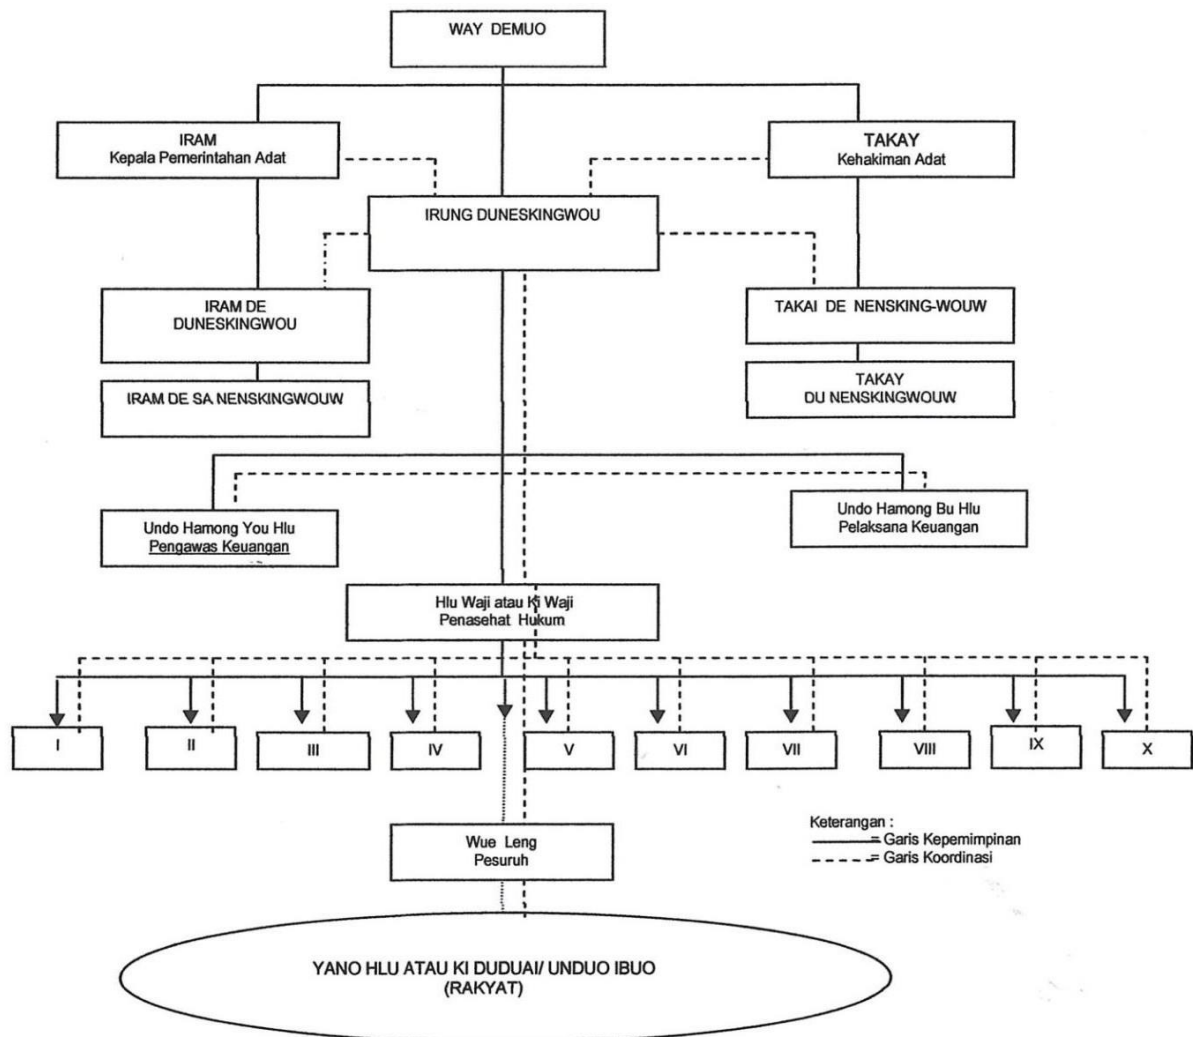 WAY DEMUO
IRAM
Kepala Pemerintahan Adat
TAKAY
Kehakiman Adat
IRUNG DUNESKINGWOU
IRAM DE
DUNESKINGWOU
TAKAI DE NENSKING-WOUW
IRAM DE SA NENSKINGWOUW
TAKAY
DU NENSKINGWOUW
Undo Hamong You Hlu
Pengawas Keuangan
Undo Hamong Bu Hlu
Pelaksana Keuangan
Hlu Waji atau Ki Waji
Penasehat Hukum
I
II
III
IV
V
VI
VII
VIII
IX
X
Wue Leng
Pesuruh
Keterangan :
= Garis Kepemimpinan
= Garis Koordinasi
YANO HLU ATAU KI DUDUAI/ UNDUO IBUO
(RAKYAT)